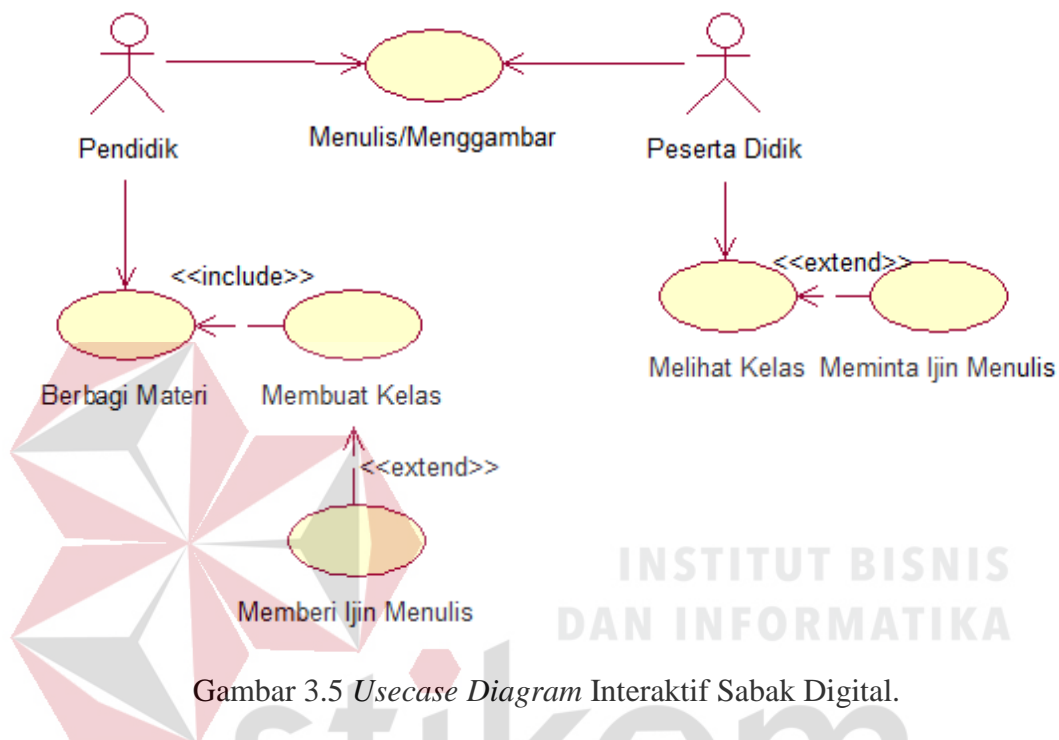 Menulis/Menggambar
Pendidik
Peserta Didik
<<include>>
<<extend>>
Berbagi Materi
Membuat Kelas
Melihat Kelas
Meminta Ijin Menulis
<<extend>>
Memberi Ijin Menulis
INSTITUT BISNIS
DAN INFORMATIKA
Gambar 3.5 Usecase Diagram Interaktif Sabak Digital.
stikom